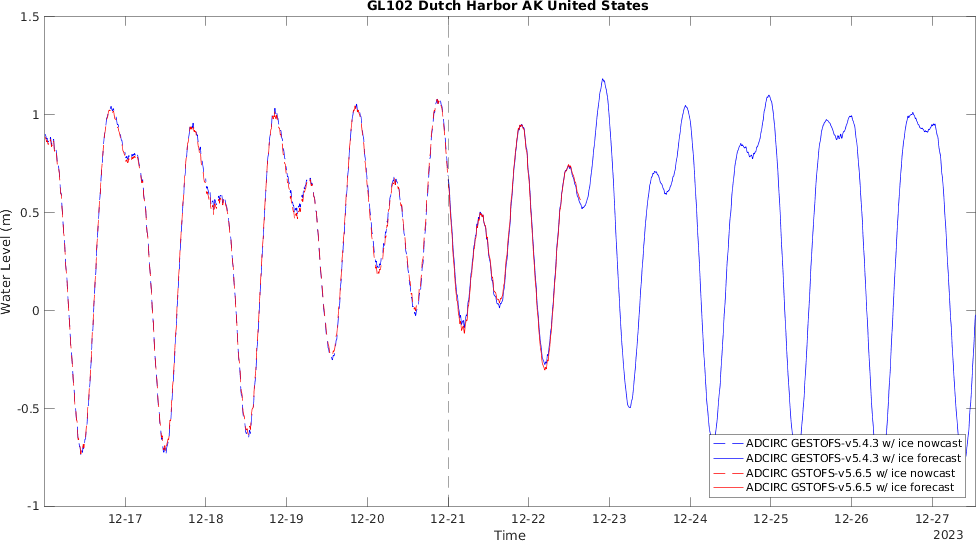 GL102 Dutch Harbor AK United States
1.5
1
0.5
0
-0.5
-1
Water Level (m)
12-17 12-18 12-19 12-20 12-21 12-22 12-23 12-24 12-25 12-26 12-27
Time
2023
ADCIRC GESTOFS-v5.4.3 w/ ice nowcast
ADCIRC GESTOFS-v5.4.3 w/ ice forecast
ADCIRC GSTOFS-v5.6.5 w/ ice nowcast
ADCIRC GSTOFS-v5.6.5 w/ ice forecast